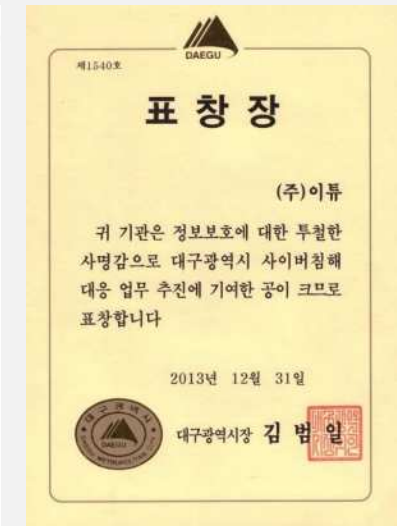 DAEGU
제1540호
표창장
(주)이튜
귀 기관은 정보보호에 대한 투철한
사명감으로 대구광역시 사이버침해
대응 업무 추진에 기여한 공이 크므로
표창합니다
2013년 12월 31일
대구광역시
DAEGU
대구광역시장 김범일